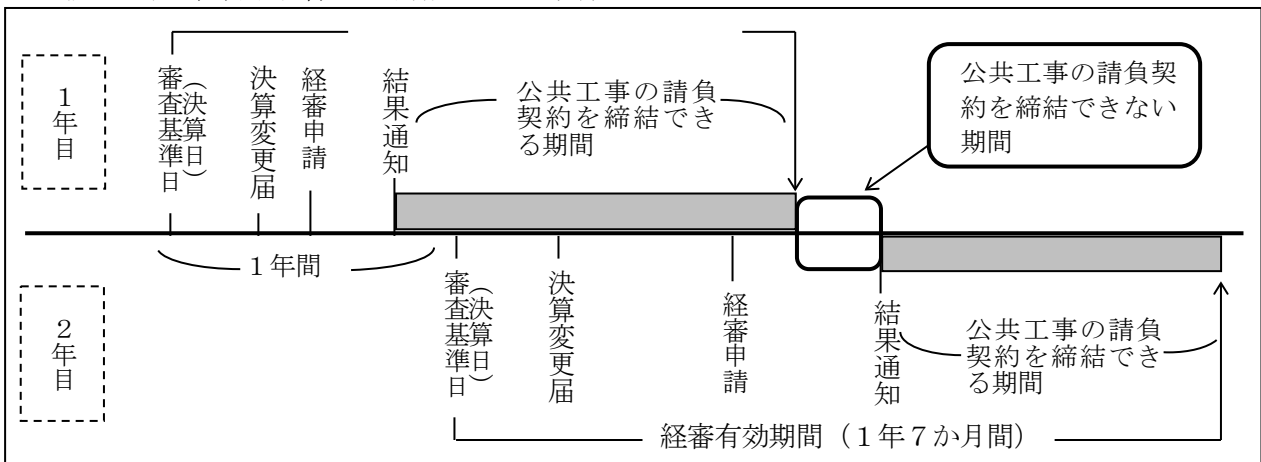 1年目
審査基準日
(決算日)
決算変更届
経審申請
結果通知
公共工事の請負
契約を締結でき
る期間
公共工事の請負契
約を締結できない
期間
1年間
2年目
審査基準日
(決算日)
決算変更届
経審申請
結果通知
公共工事の請負
契約を締結でき
る期間
経審有効期間(1年7か月間)